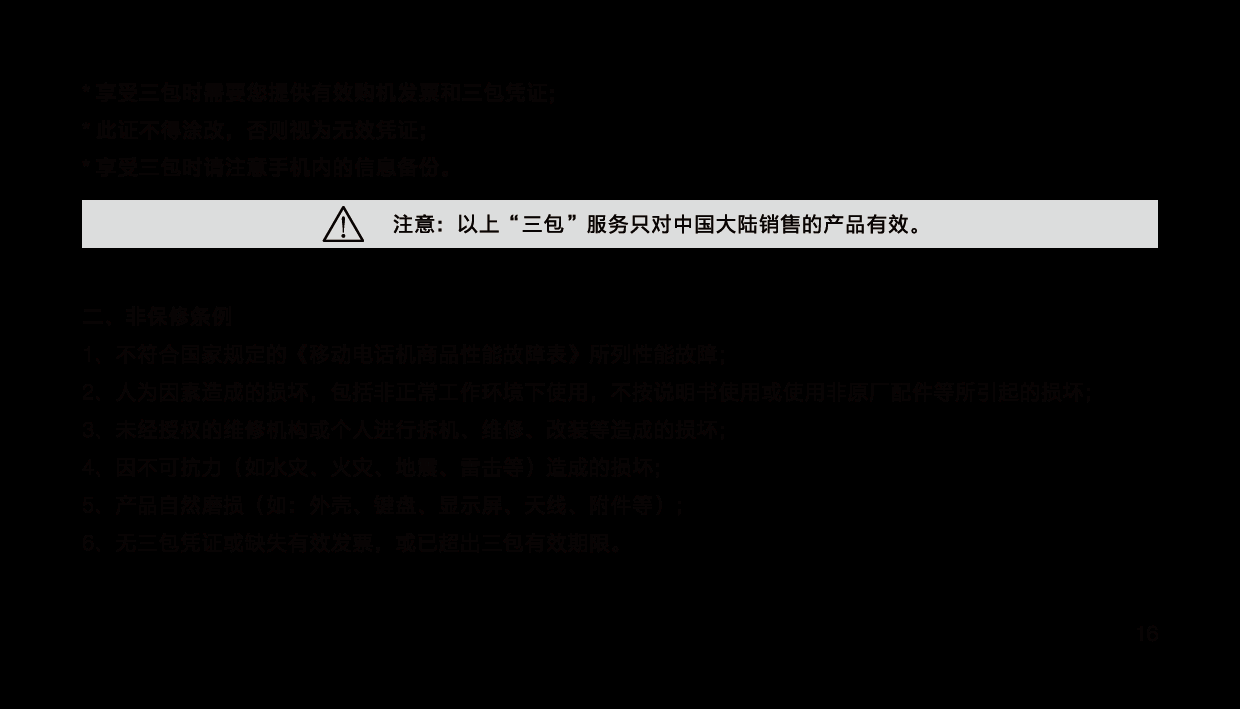 * 享受三包时需要您提供有效购机发票和三包凭证；
* 此证不得涂改，否则视为无效凭证；
* 享受三包时请注意手机内的信息备份。
注意：以上“三包”服务只对中国大陆销售的产品有效。
二、非保修条例
1、不符合国家规定的《移动电话机商品性能故障表》所列性能故障；
2、人为因素造成的损坏，包括非正常工作环境下使用，不按说明书使用或使用非原厂配件等所引起的损坏；
3、未经授权的维修机构或个人进行拆机、维修、改装等造成的损坏；
4、因不可抗力（如水灾、火灾、地震、雷击等）造成的损坏；
5、产品自然磨损（如：外壳、键盘、显示屏、天线、附件等）；
6、无三包凭证或缺失有效发票，或已超出三包有效期限。
16